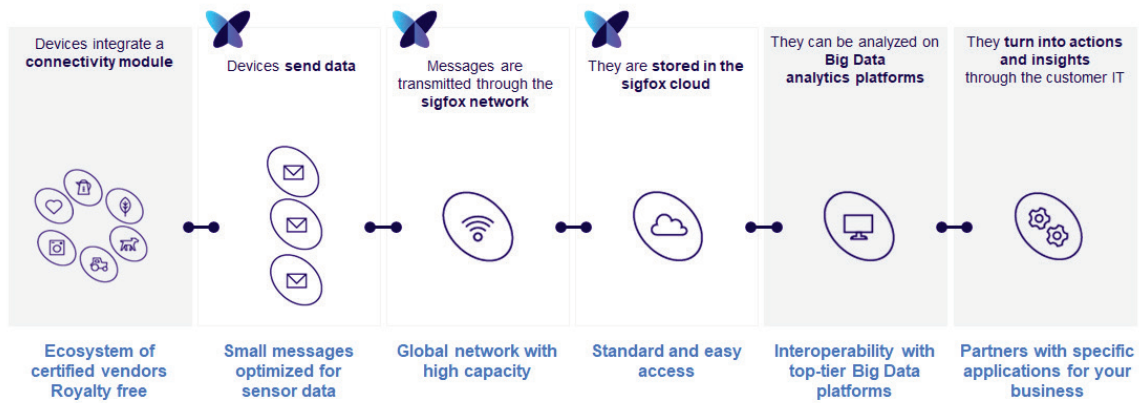 Devices integrate a
connectivity module
Devices send data
Messages are
transmitted through the
sigfox network
They are stored in the
sigfox cloud
They can be analyzed on
Big Data
analytics platforms
They turn into actions
and insights
through the customer IT
Ecosystem of
certified vendors
Royalty free
Small messages
optimized for
sensor data
Global network with
high capacity
Standard and easy
access
Interoperability with
top-tier Big Data
platforms
Partners with specific
applications for your
business